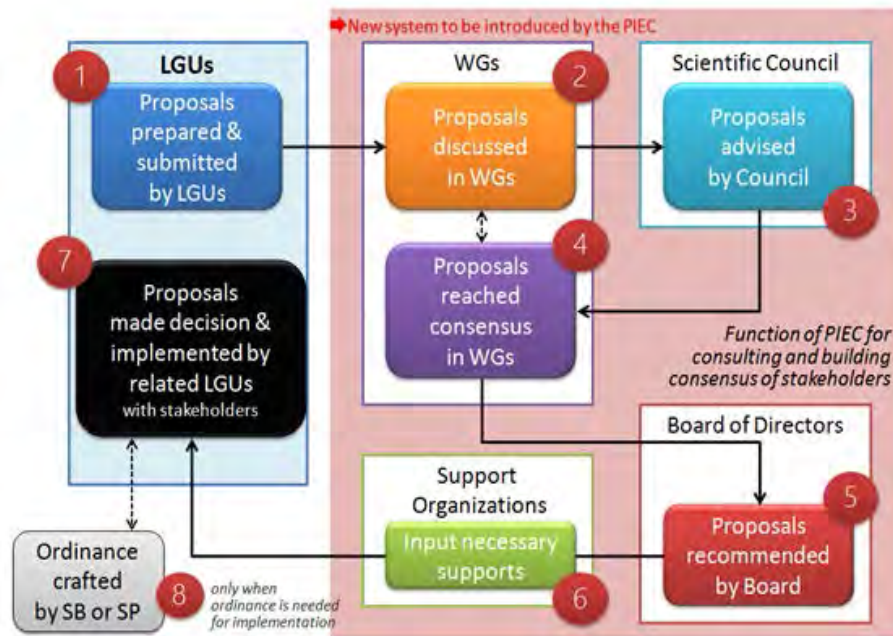 New system to be introduced by the PIEC
LGUs
1
Proposals
prepared &
submitted
by LGUs
WGs
2
Proposals
discussed
in WGs
Scientific Council
Proposals
advised
by Council
3
4
Proposals
reached
consensus
in WGs
7
Proposals
made decision &
implemented by
related LGUs
with stakeholders
Function of PIEC for
consulting and building
consensus of stakeholders
Board of Directors
5
Proposals
recommended
by Board
Support
Organizations
Input necessary
supports
6
Ordinance
crafted
by SB or SP
8
only when
ordinance is needed
for implementation